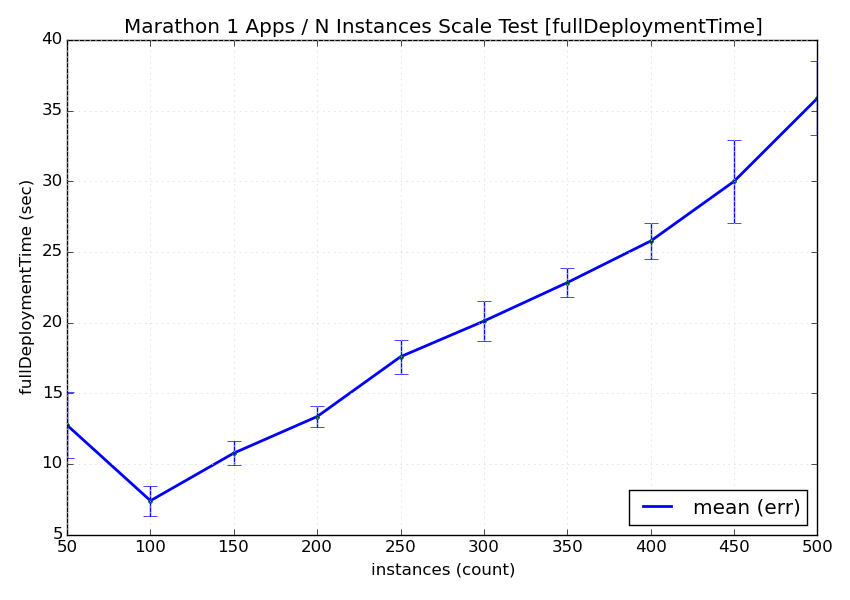 Marathon 1 Apps / N Instances Scale Test [fullDeploymentTime]
fullDeploymentTime (sec)
40
35
30
25
20
15
10
5
mean (err)
50 100 150 200 250 300 350 400 450 500
instances (count)